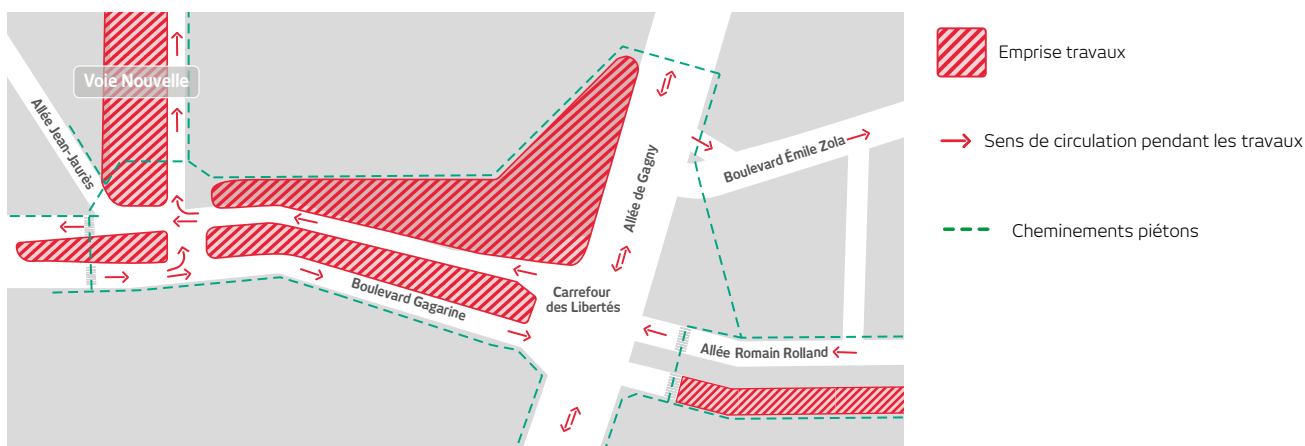 Voie Nouvelle
Allée Jean-Jaurès
Allée de Gagny
Boulevard Émile Zola
Boulevard Gagarine
Carrefour
des Libertés
Allée Romain Rolland
Emprise travaux
Sens de circulation pendant les travaux
Cheminements piétons